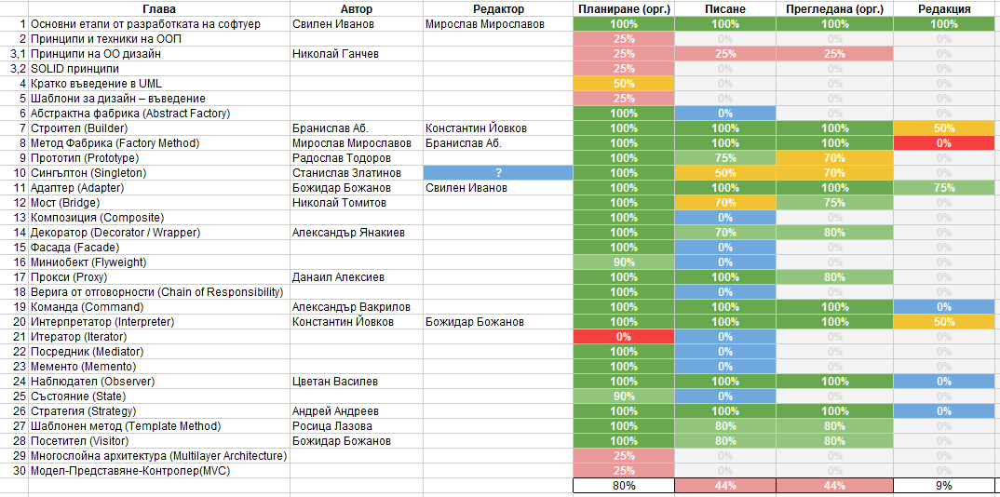 Глава Автор Редактор Планиране (орг.) Писане Прегледана (орг.) Редакция
1 Основни етапи от разработката на софтуер Свилен Иванов Мирослав Мирославов 100% 100% 100% 100%
2 Принципи и техники на ООП 25% 0% 0% 0%
3,1 Принципи на ОО дизайн Николай Ганчев 25% 25% 25% 0%
3,2 SOLID принципи 25% 0% 0% 0%
4 Кратко въведение в UML 50% 0% 0% 0%
5 Шаблони за дизайн – въведение 25% 0% 0% 0%
6 Абстрактна фабрика (Abstract Factory) 100% 0% 0% 0%
7 Строител (Builder) Бранислав Аб. Константин Йовков 100% 100% 100% 50%
8 Метод Фабрика (Factory Method) Мирослав Мирославов Бранислав Аб. 100% 100% 100% 0%
9 Прототип (Prototype) Радослав Тодоров 100% 75% 70% 0%
10 Сингълтон (Singleton) Станислав Златинов ? 100% 50% 70% 0%
11 Адаптер (Adapter) Божидар Божанов Свилен Иванов 100% 100% 100% 75%
12 Мост (Bridge) Николай Томитов 100% 70% 75% 0%
13 Композиция (Composite) 100% 0% 0% 0%
14 Декоратор (Decorator / Wrapper) Александър Янакиев 100% 70% 80% 0%
15 Фасада (Facade) 100% 0% 0% 0%
16 Миниобект (Flyweight) 90% 0% 0% 0%
17 Прокси (Proxy) Данаил Алексиев 100% 100% 80% 0%
18 Верига от отговорности (Chain of Responsibility) 100% 0% 0% 0%
19 Команда (Command) Александър Вакрилов 100% 100% 100% 0%
20 Интерпретатор (Interpreter) Константин Йовков Божидар Божанов 100% 100% 100% 50%
21 Итератор (Iterator) 0% 0% 0% 0%
22 Посредник (Mediator) 100% 0% 0% 0%
23 Мементо (Memento) 100% 0% 0% 0%
24 Наблюдател (Observer) Цветан Василев 100% 100% 100% 0%
25 Състояние (State) 90% 0% 0% 0%
26 Стратегия (Strategy) Андрей Андреев 100% 100% 100% 0%
27 Шаблонен метод (Template Method) Росица Лазова 100% 80% 80% 0%
28 Посетител (Visitor) Божидар Божанов 100% 80% 80% 0%
29 Многослойна архитектура (Multilayer Architecture) 25% 0% 0% 0%
30 Модел-Представяне-Контролер(MVC) 25% 0% 0% 0%
80% 44% 44% 9%